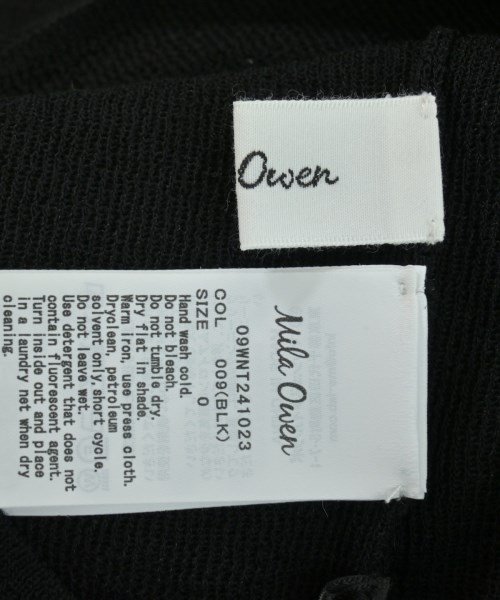 Owen
Mila Owen
09WNT241023
COL 009(BLK)
SIZE 0
Hand wash cold.
Do not bleach.
Do not tumble dry.
Dry flat in shade.
Warm iron, use press cloth.
Dryclean, petroleum
solvent only, short cycle.
Do not leave wet.
Use detergent that does not
contain fluorescent agent.
Turn inside out and place
in a laundry net when dry
cleaning.